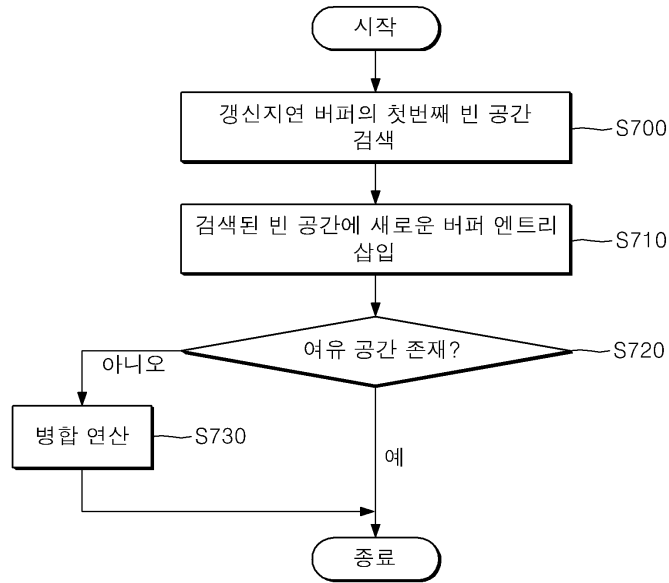 시작
갱신지연 버퍼의 첫번째 빈 공간
검색
S700
검색된 빈 공간에 새로운 버퍼 엔트리
삽입
S710
여유 공간 존재?
S720
아니오
병합 연산
S730
예
종료